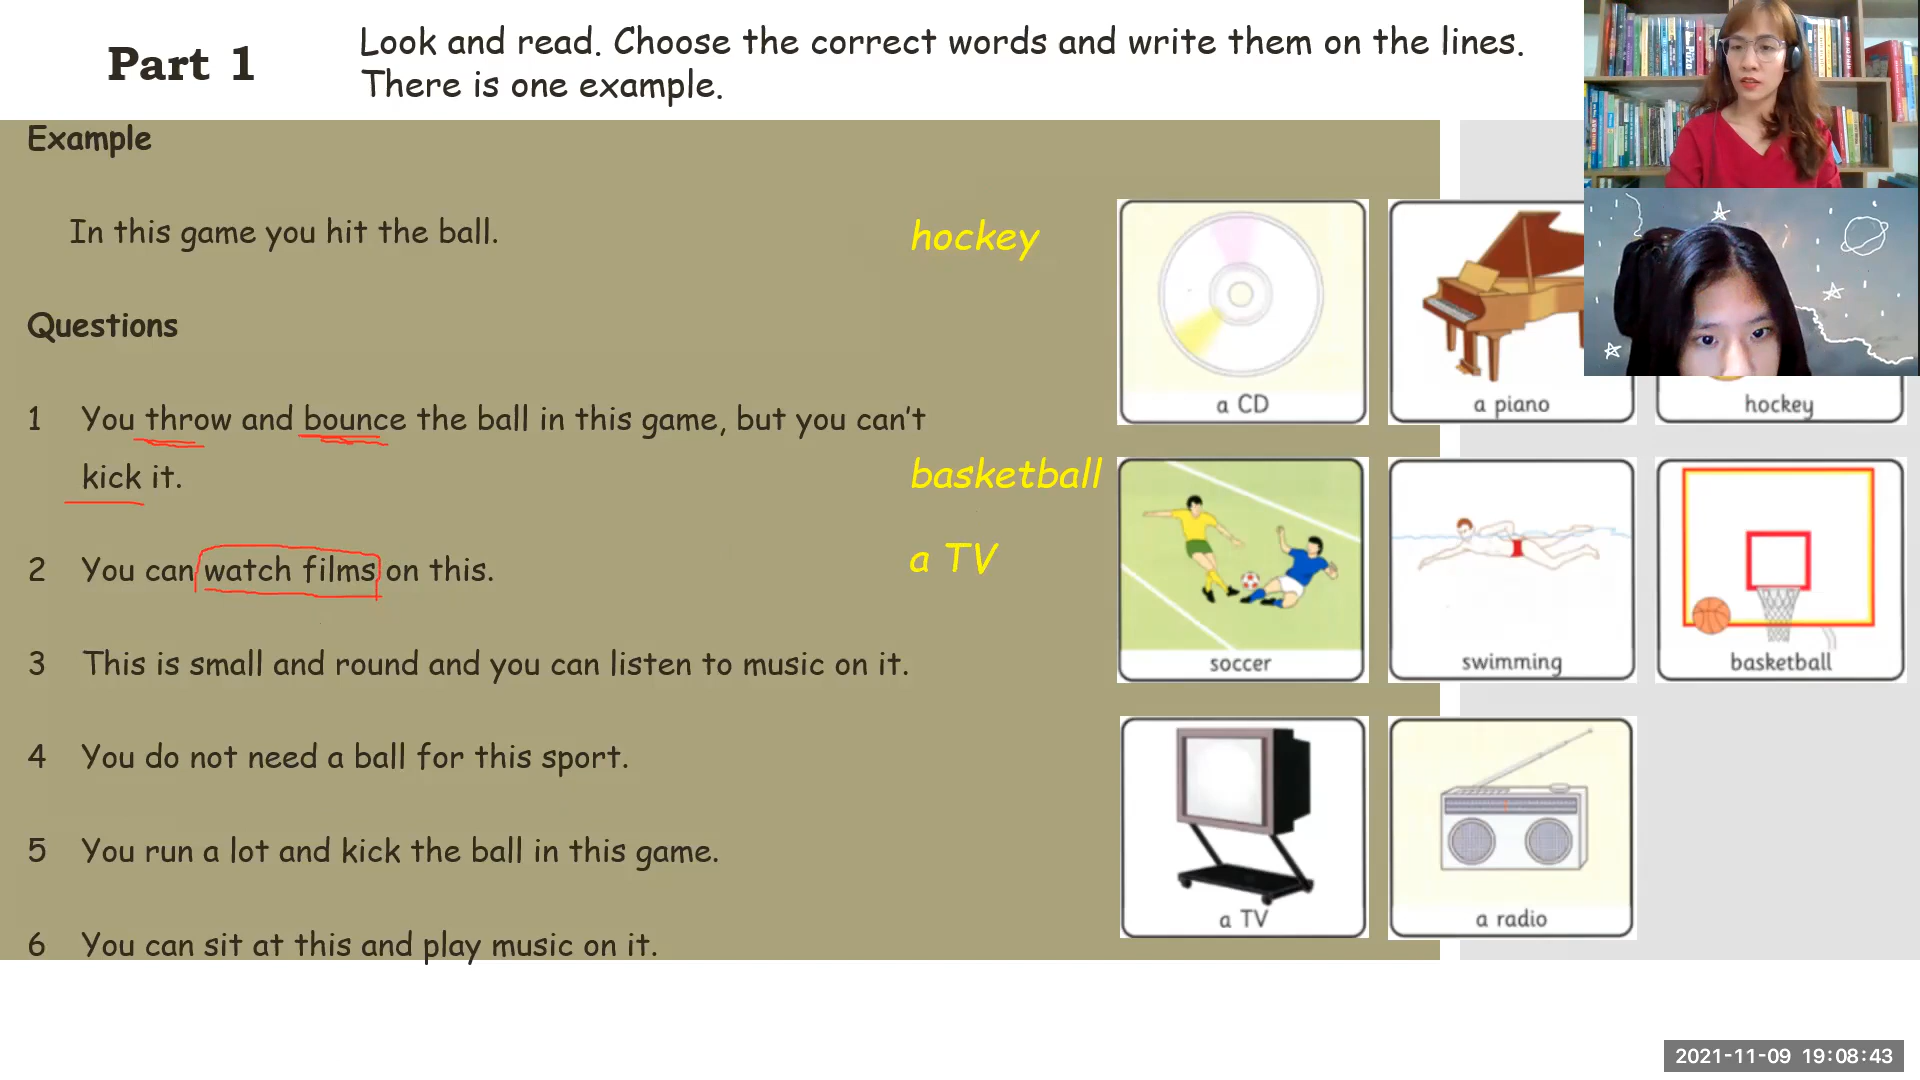 Part 1
Look and read. Choose the correct words and write them on the lines.
There is one example.
Example
In this game you hit the ball.
hockey
Questions
1 You throw and bounce the ball in this game, but you can't
kick it.
basketball
2 You can watch films on this.
a TV
3 This is small and round and you can listen to music on it.
4 You do not need a ball for this sport.
5 You run a lot and kick the ball in this game.
6 You can sit at this and play music on it.
a CD
a piano
hockey
soccer
swimming
basketball
a TV
a radio
2021-11-09 19:08:43